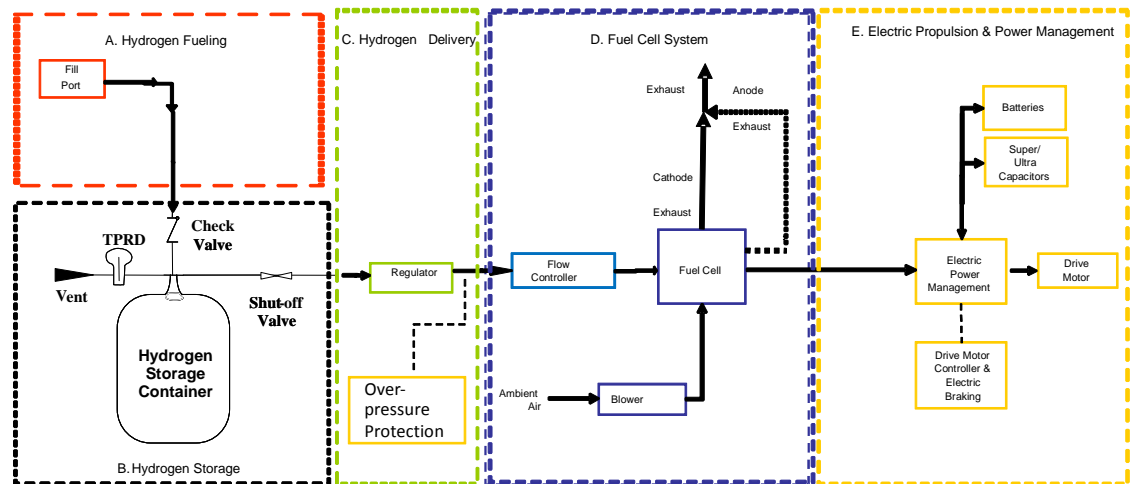 A. Hydrogen Fueling
Fill
Port
Check
Valve
TPRD
Vent
Shut-off
Valve
Hydrogen
Storage
Container
B. Hydrogen Storage
C. Hydrogen Delivery
Regulator
Over-
pressure
Protection
D. Fuel Cell System
Exhaust
Anode
Exhaust
Cathode
Exhaust
Flow
Controller
Fuel Cell
Ambient
Air
Blower
E. Electric Propulsion & Power Management
Batteries
Super/
Ultra
Capacitors
Electric
Power
Management
Drive
Motor
Drive Motor
Controller &
Electric
Braking